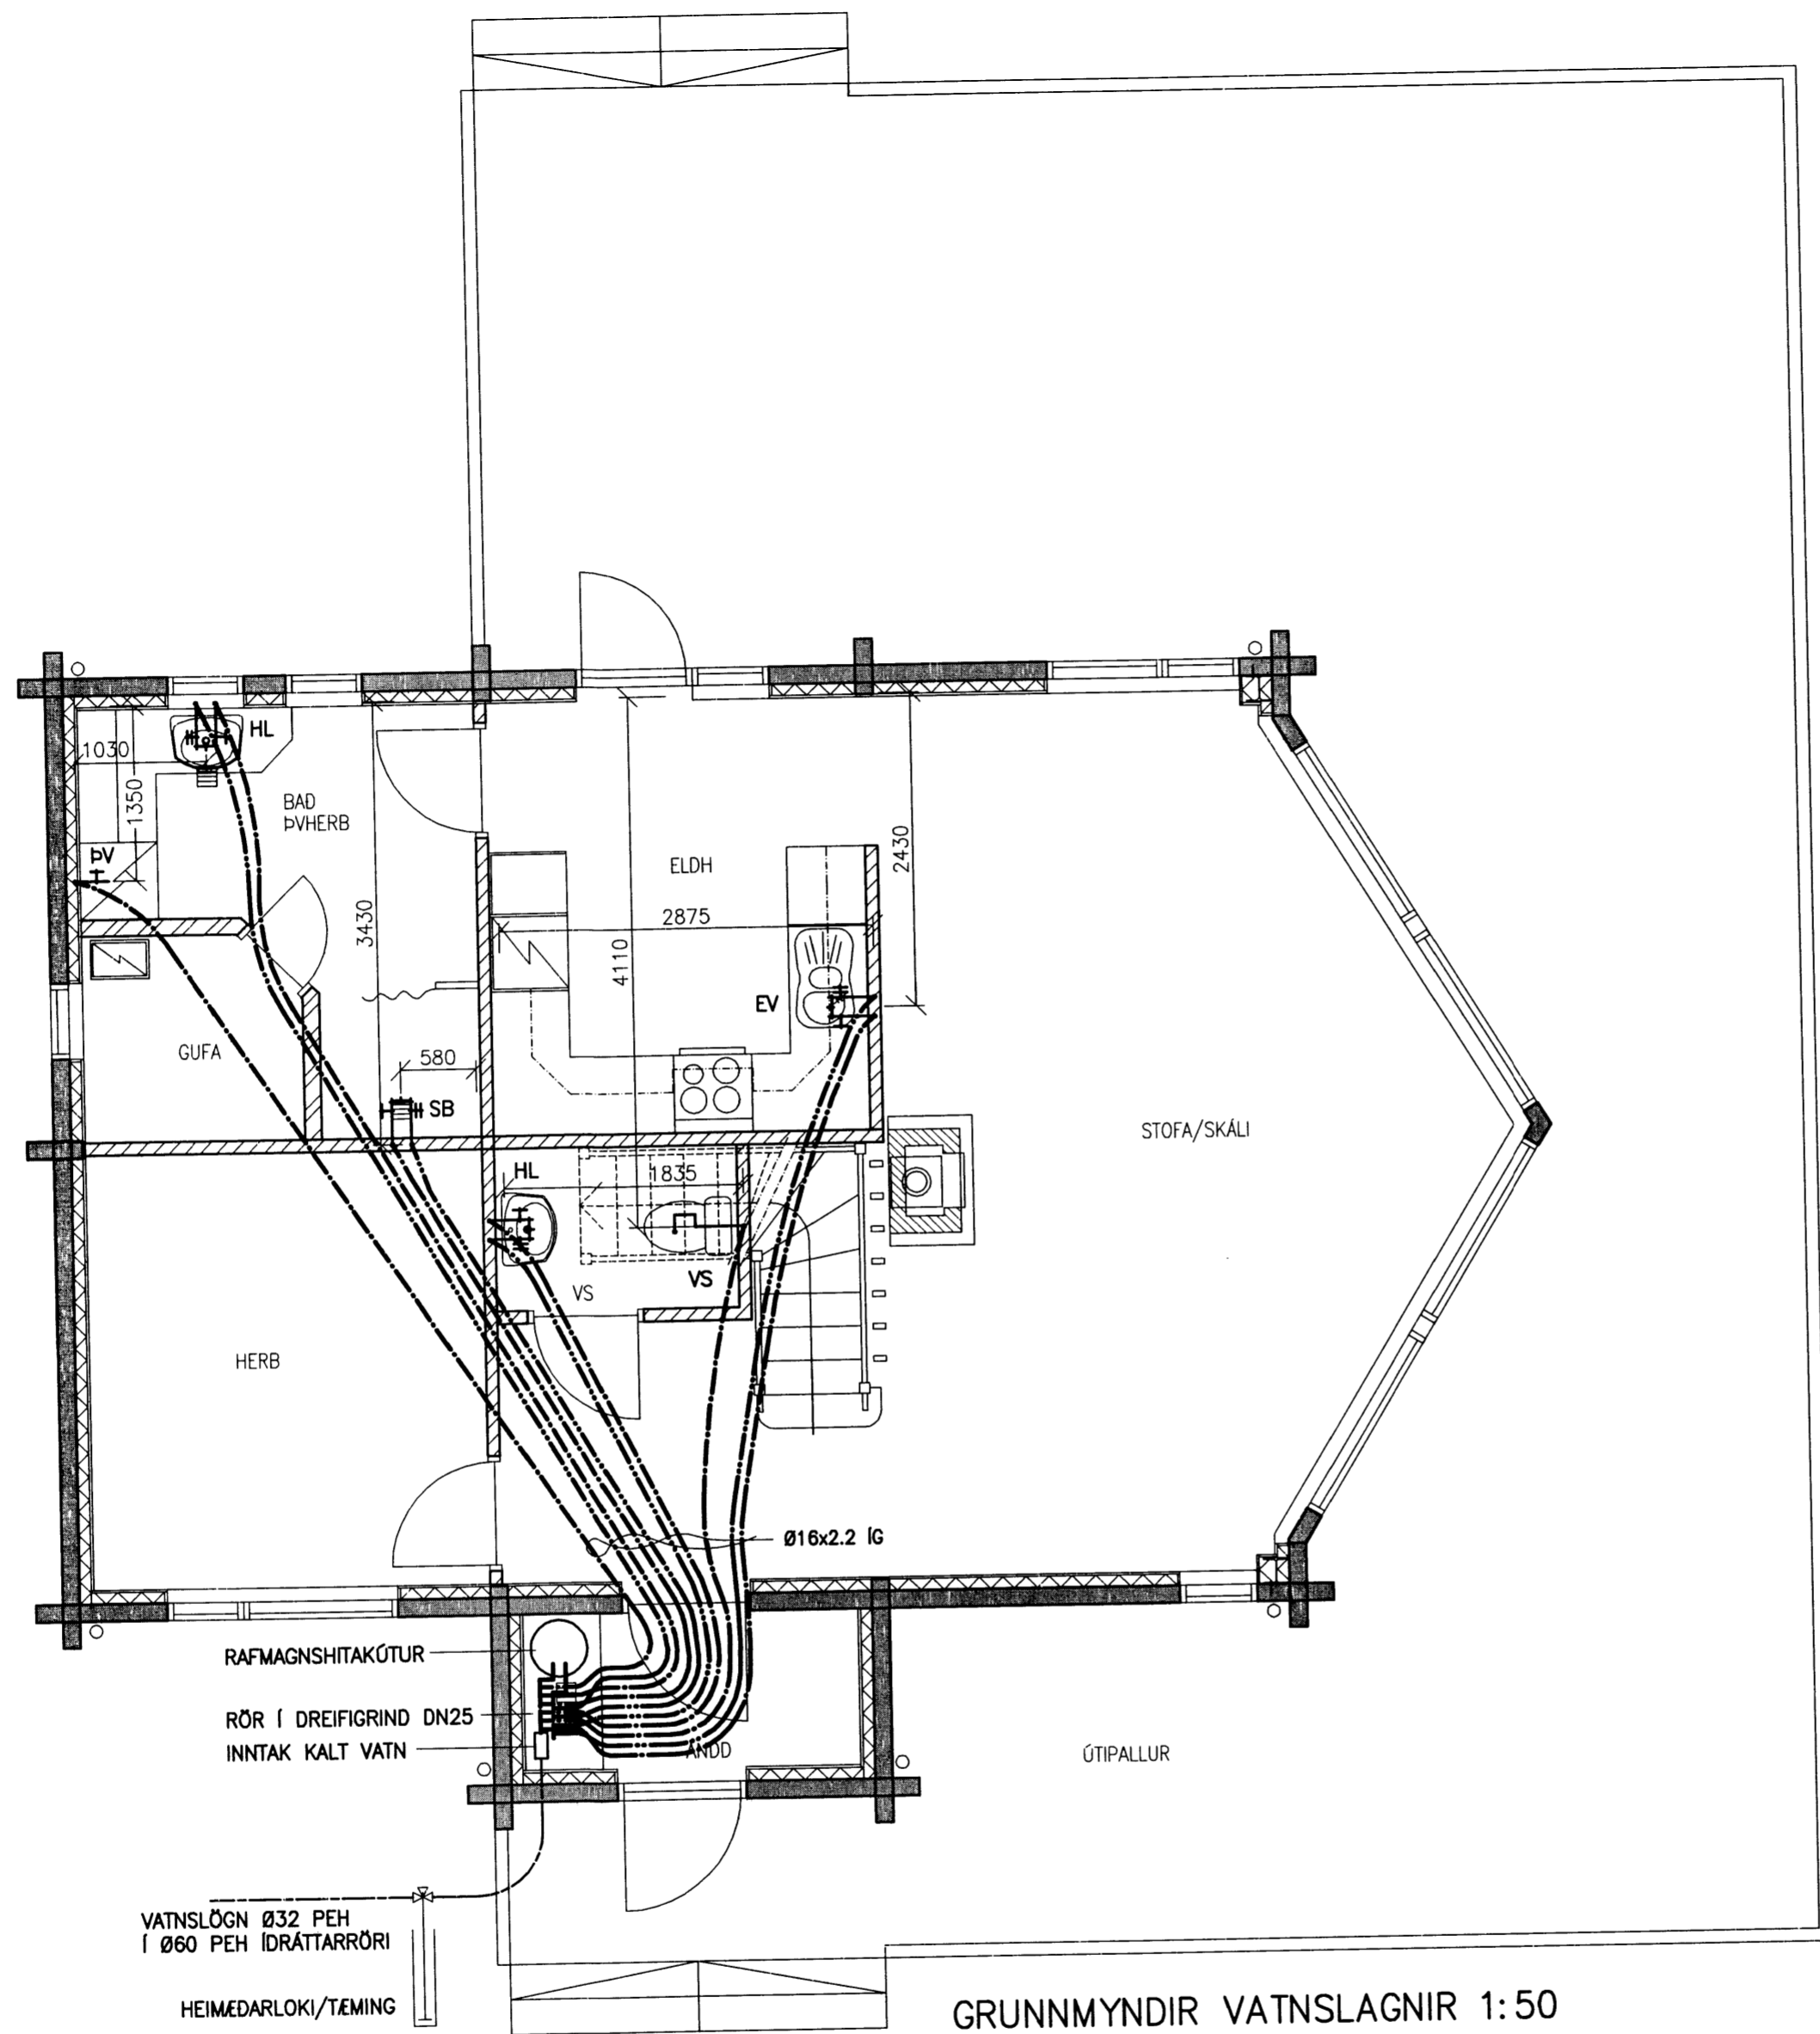 HL
1030
1350
BAÐ
ÞVHERB
ÞV
3430
ELDH
2430
2875
4110
EV
GUFA
580
SB
STOFA/SKÁLI
HL
1835
VS
VS
HERB
Ø16x2.2 ÍG
RAFMAGNSHITAKÚTUR
RÖR Í DREIFIGRIND DN25
INNTAK KALT VATN
ANDD
ÚTIPALLUR
VATNSLÖGN Ø32 PEH
Í Ø60 PEH ÍDRÁTTARRÖRI
HEIMÆÐARLOKI/TÆMING
GRUNNMYNDIR VATNSLAGNIR 1:50